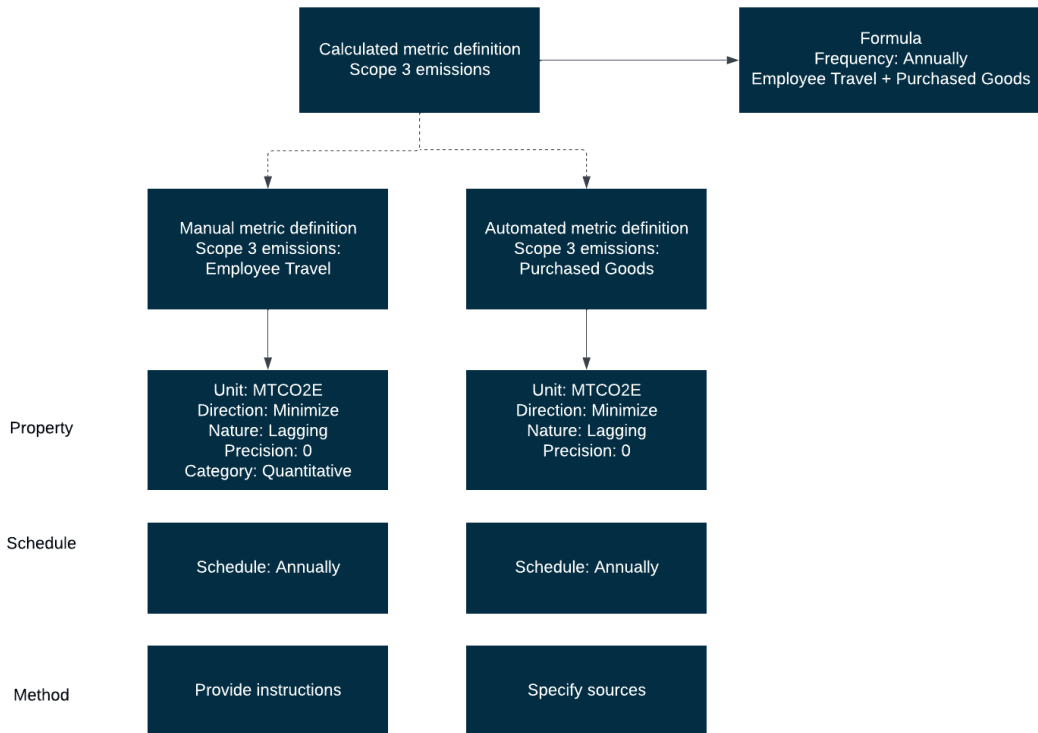 Calculated metric definition
Scope 3 emissions
Formula
Frequency: Annually
Employee Travel + Purchased Goods
Manual metric definition
Scope 3 emissions:
Employee Travel
Automated metric definition
Scope 3 emissions:
Purchased Goods
Property
Unit: MTCO2E
Direction: Minimize
Nature: Lagging
Precision: 0
Category: Quantitative
Unit: MTCO2E
Direction: Minimize
Nature: Lagging
Precision: 0
Schedule
Schedule: Annually
Schedule: Annually
Method
Provide instructions
Specify sources